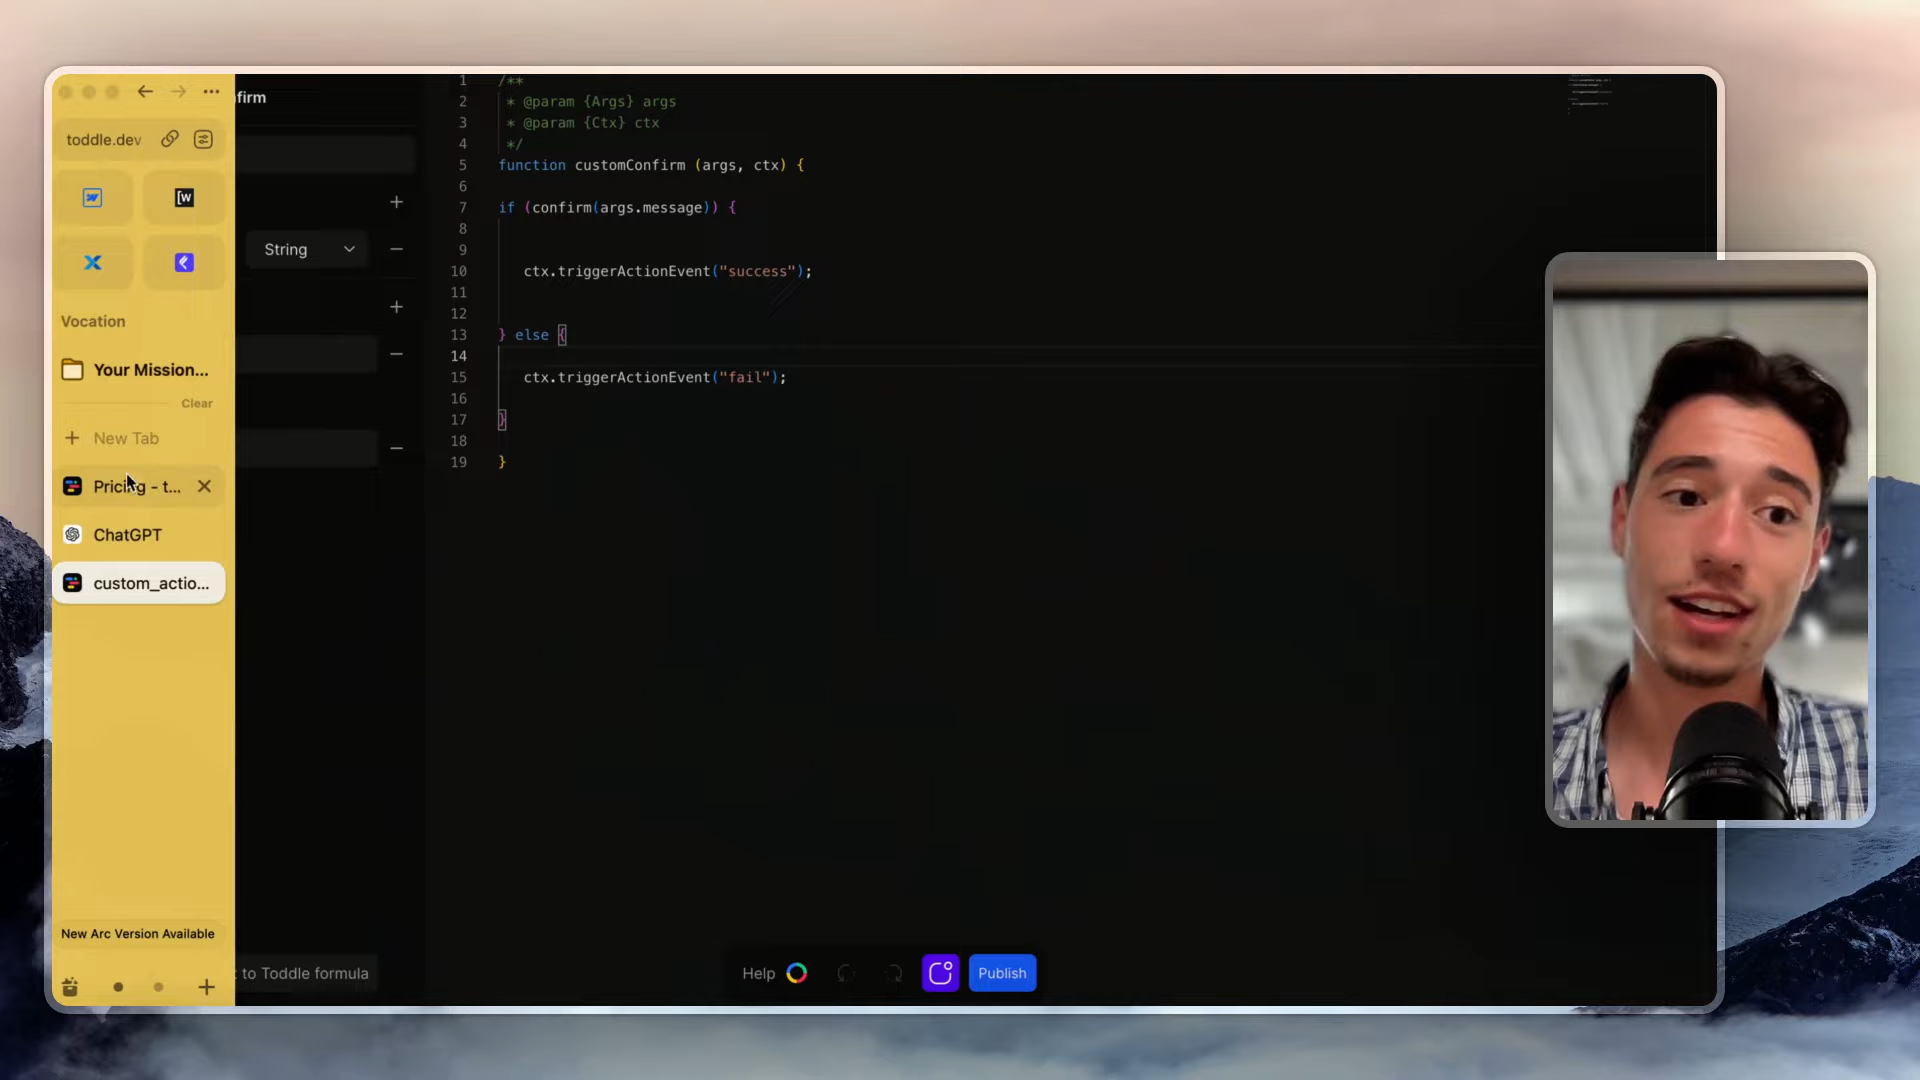 firm
toddle.dev
String
Vocation
Your Mission...
Clear
New Tab
Pricing - t...
ChatGPT
custom_actio...
New Arc Version Available
t to Toddle formula
1 /**
2 * @param {Args} args
3 * @param {Ctx} ctx
4 */
5 function customConfirm (args, ctx) {
6
7 if (confirm(args.message)) {
8
9
10 ctx.triggerActionEvent("success");
11
12
13 } else {
14
15 ctx.triggerActionEvent("fail");
16
17 }
18
19 }
Help
Publish